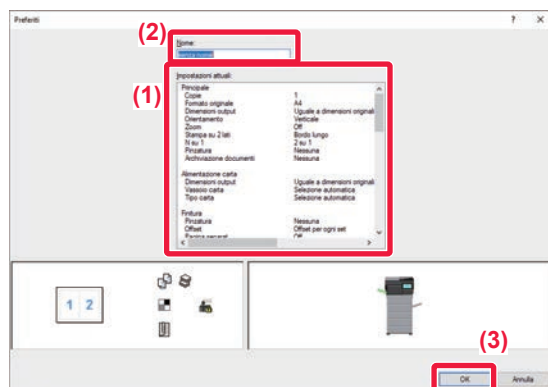 Preferiti ? X
(2)
Nome:
(1)
Impostazioni attuali:
Principale
Copie 1
Formato originale A4
Dimensioni output Uguale a dimensioni originali
Orientamento Verticale
Zoom Off
Stampa su 2 lati Bordo lungo
N su 1 2 su 1
Pinzatura Nessuna
Archiviazione documenti Nessuna
Alimentazione carta
Dimensioni output Uguale a dimensioni originali
Vassoio carta Selezione automatica
Tipo carta Selezione automatica
Finitura
Pinzatura Nessuna
Offset Offset per ogni set
1 2
(3)
OK Annulla